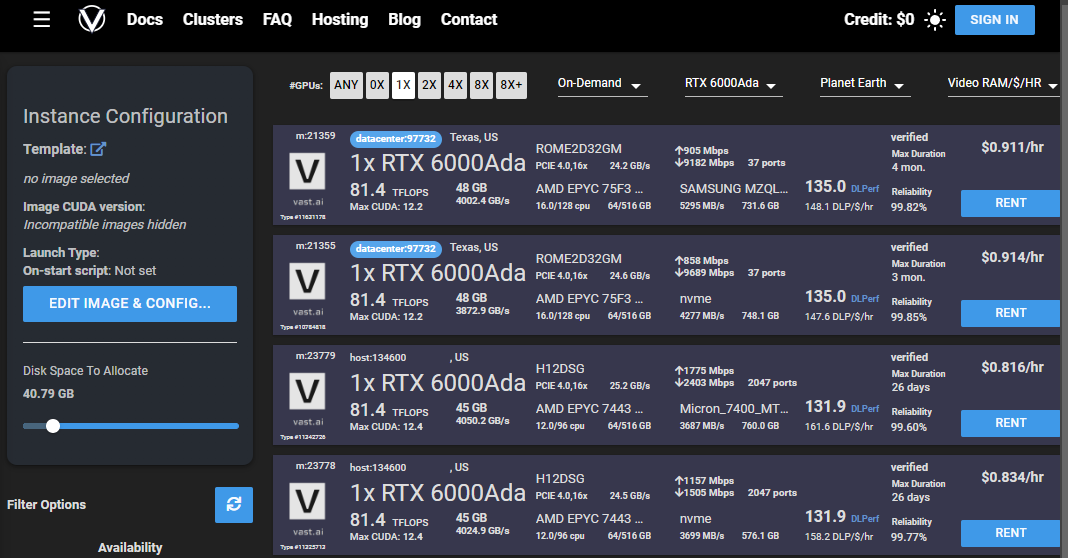 Docs Clusters FAQ Hosting Blog Contact Credit: $0 SIGN IN
Instance Configuration
Template:
no image selected
Image CUDA version:
Incompatible images hidden
Launch Type:
On-start script: Not set
EDIT IMAGE & CONFIG...
Disk Space To Allocate
40.79 GB
Filter Options
Availability
#GPUs: ANY 0X 1X 2X 4X 8X 8X+ On-Demand RTX 6000Ada Planet Earth Video RAM/$/HR
m:21359 datacenter:97732 Texas, US
V
vast.ai
Type #11631178
1x RTX 6000Ada
81.4 TFLOPS
Max CUDA: 12.2
48 GB
4002.4 GB/s
ROME2D32GM
PCIE 4.0,16x 24.2 GB/s
AMD EPYC 75F3 ...
16.0/128 cpu 64/516 GB
905 Mbps
9182 Mbps 37 ports
SAMSUNG MZQL...
5295 MB/s 731.6 GB
135.0 DLPerf
148.1 DLP/$/hr
verified
Max Duration
4 mon.
Reliability
99.82%
$0.911/hr
RENT
m:21355 datacenter:97732 Texas, US
V
vast.ai
Type #10784818
1x RTX 6000Ada
81.4 TFLOPS
Max CUDA: 12.2
48 GB
3872.9 GB/s
ROME2D32GM
PCIE 4.0,16x 24.6 GB/s
AMD EPYC 75F3 ...
16.0/128 cpu 64/516 GB
858 Mbps
9689 Mbps 37 ports
nvme
4277 MB/s 748.1 GB
135.0 DLPerf
147.6 DLP/$/hr
verified
Max Duration
3 mon.
Reliability
99.85%
$0.914/hr
RENT
m:23779 host:134600 , US
V
vast.ai
Type #11342726
1x RTX 6000Ada
81.4 TFLOPS
Max CUDA: 12.4
45 GB
4050.2 GB/s
H12DSG
PCIE 4.0,16x 25.2 GB/s
AMD EPYC 7443 ...
12.0/96 cpu 64/516 GB
1775 Mbps
2403 Mbps 2047 ports
Micron_7400_MT...
3687 MB/s 760.0 GB
131.9 DLPerf
161.6 DLP/$/hr
verified
Max Duration
26 days
Reliability
99.60%
$0.816/hr
RENT
m:23778 host:134600 , US
V
vast.ai
Type #11225712
1x RTX 6000Ada
81.4 TFLOPS
Max CUDA: 12.4
45 GB
4024.9 GB/s
H12DSG
PCIE 4.0,16x 24.5 GB/s
AMD EPYC 7443 ...
12.0/96 cpu 64/516 GB
1157 Mbps
1505 Mbps 2047 ports
nvme
3699 MB/s 576.1 GB
131.9 DLPerf
158.2 DLP/$/hr
verified
Max Duration
26 days
Reliability
99.77%
$0.834/hr
RENT